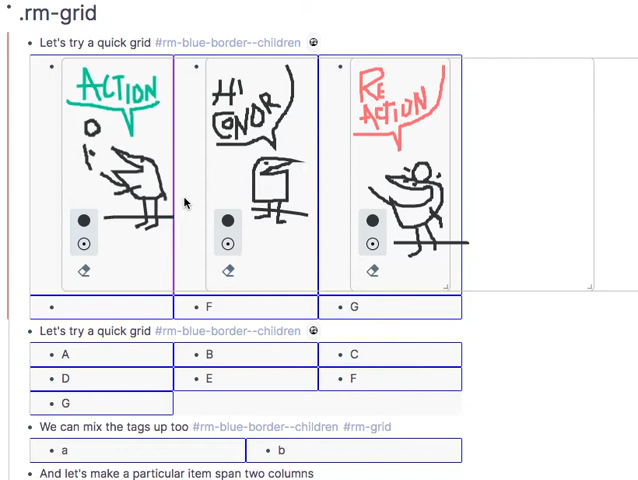 .rm-grid
Let's try a quick grid #rm-blue-border--children
ACTION
HI
CONOR
RE
ACTION
F
G
Let's try a quick grid #rm-blue-border--children
A
B
C
D
E
F
G
We can mix the tags up too #rm-blue-border--children #rm-grid
a
b
And let's make a particular item span two columns